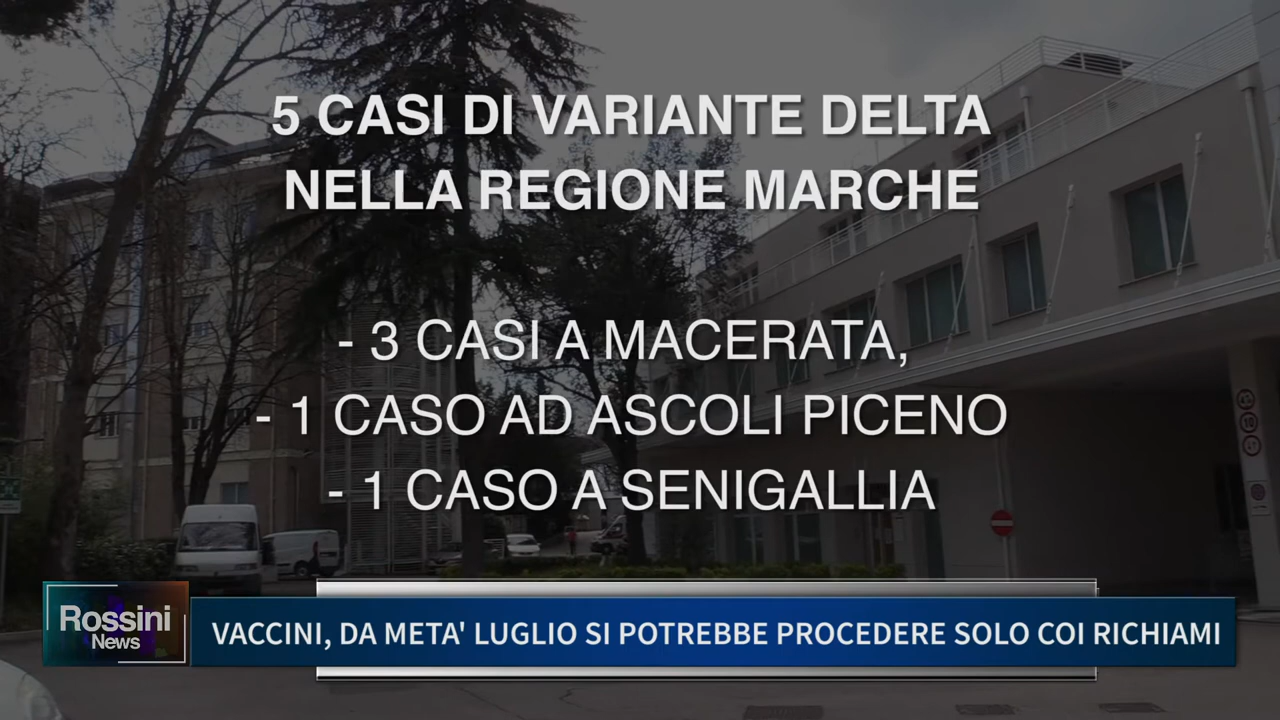 5 CASI DI VARIANTE DELTA
NELLA REGIONE MARCHE
- 3 CASI A MACERATA,
- 1 CASO AD ASCOLI PICENO
- 1 CASO A SENIGALLIA
Rossini
News
VACCINI, DA META' LUGLIO SI POTREBBE PROCEDERE SOLO COI RICHIAMI